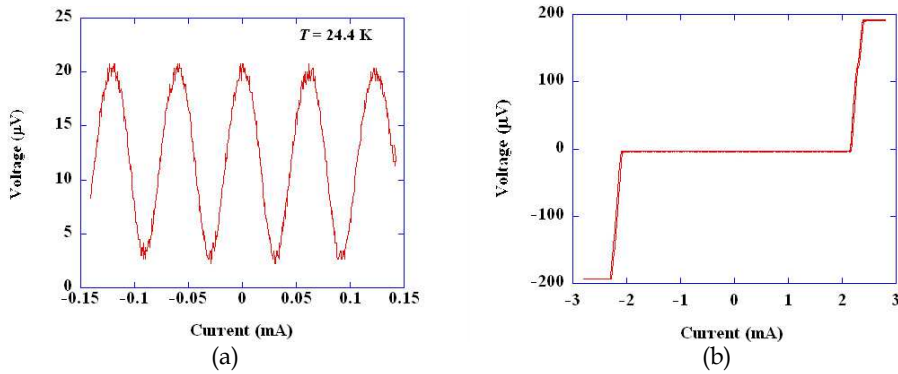 25
20
15
10
5
0
Voltage (µV)
T = 24.4 K
−0.15 −0.1 −0.05 0 0.05 0.1 0.15
Current (mA)
(a)
200
100
0
−100
−200
Voltage (µV)
−3 −2 −1 0 1 2 3
Current (mA)
(b)